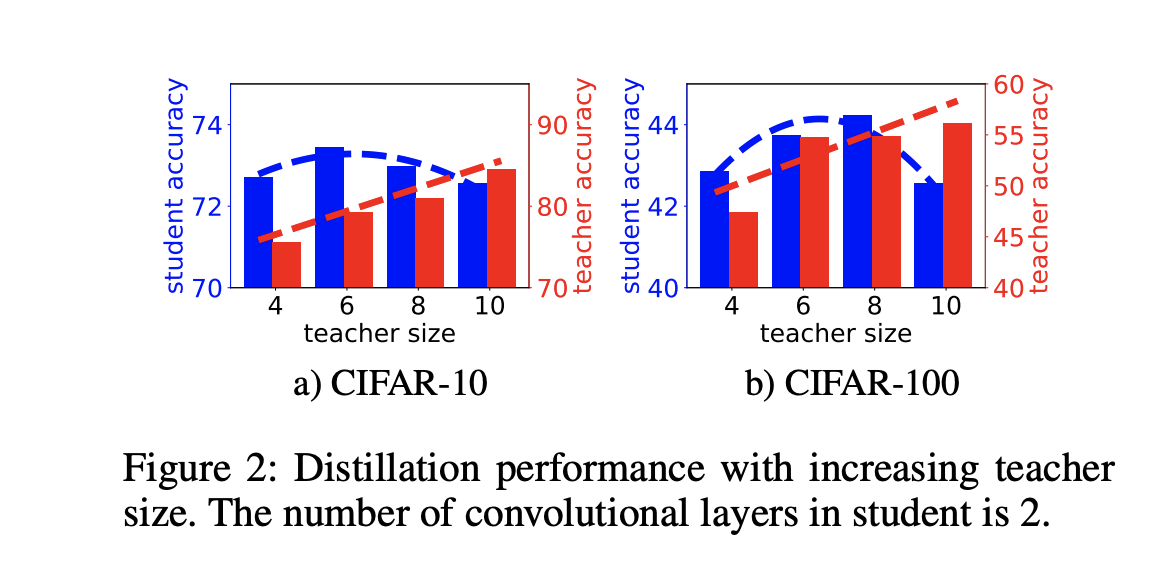 student accuracy
74
72
70
90
80
70
teacher accuracy
4 6 8 10
teacher size
a) CIFAR-10
student accuracy
44
42
40
60
55
50
45
40
teacher accuracy
4 6 8 10
teacher size
b) CIFAR-100
Figure 2: Distillation performance with increasing teacher
size. The number of convolutional layers in student is 2.